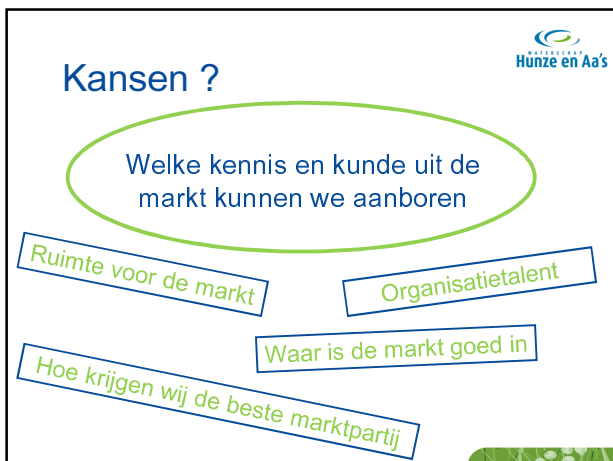 WATERSCHAP
Hunze en Aa's
Kansen ?
Welke kennis en kunde uit de
markt kunnen we aanboren
Ruimte voor de markt
Organisatietalent
Waar is de markt goed in
Hoe krijgen wij de beste marktpartij